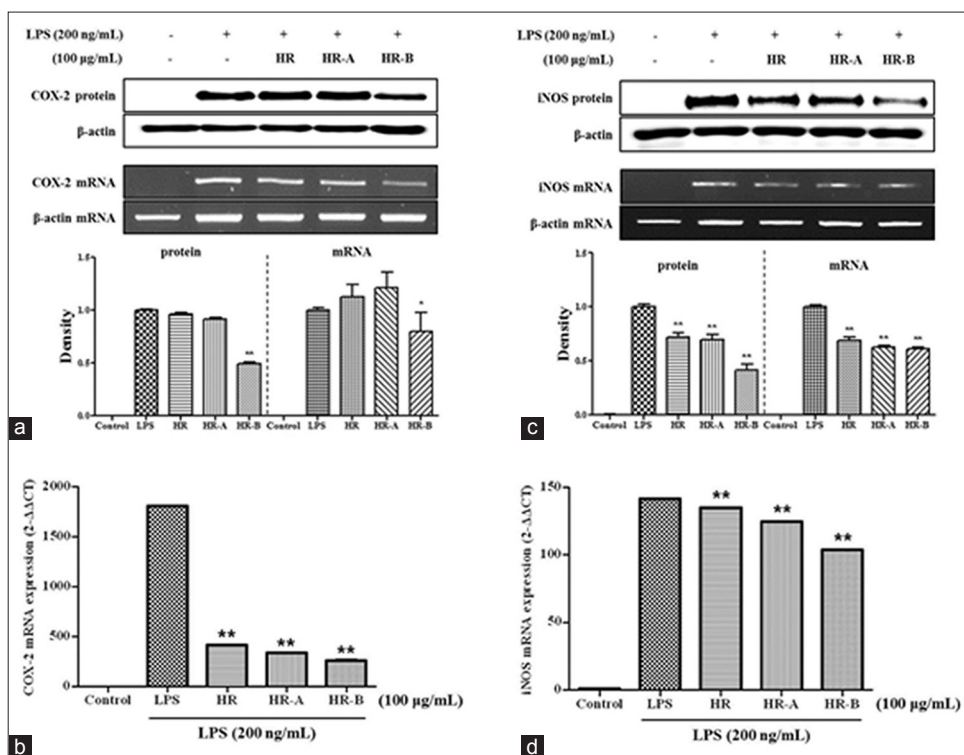 LPS (200 ng/mL) - + + + +
(100 µg/mL) - - HR HR-A HR-B
COX-2 protein
β-actin
COX-2 mRNA
β-actin mRNA
protein mRNA
Density
1.5
1.0
0.5
0.0
Control LPS HR HR-A HR-B Control LPS HR HR-A HR-B
** *
a
COX-2 mRNA expression (2-ΔΔCT)
2000
1500
1000
500
0
** ** **
Control LPS HR HR-A HR-B (100 µg/mL)
LPS (200 ng/mL)
b
LPS (200 ng/mL) - + + + +
(100 µg/mL) - - HR HR-A HR-B
iNOS protein
β-actin
iNOS mRNA
β-actin mRNA
protein mRNA
Density
1.5
1.0
0.5
0.0
** ** ** ** ** **
Control LPS HR HR-A HR-B Control LPS HR HR-A HR-B
c
iNOS mRNA expression (2-ΔΔCT)
150
100
50
0
** ** **
Control LPS HR HR-A HR-B (100 µg/mL)
LPS (200 ng/mL)
d